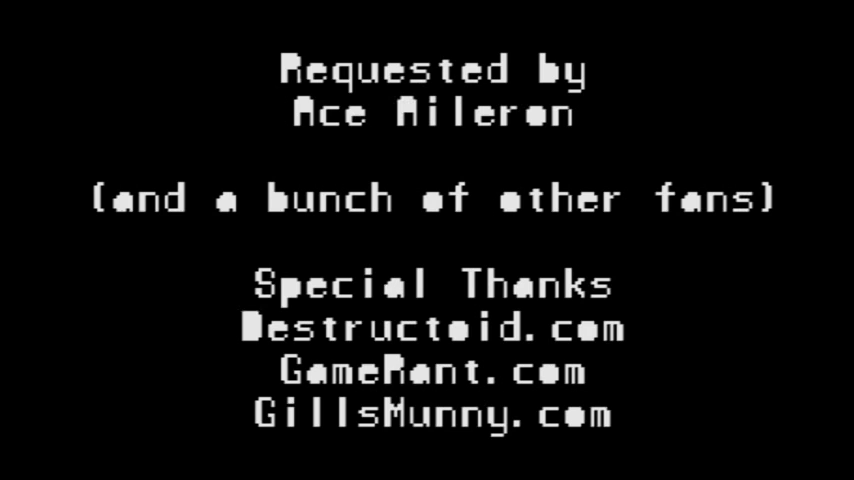 Requested by
Ace Aileron
(and a bunch of other fans)
Special Thanks
Destructoid.com
GameRant.com
GillsMunny.com